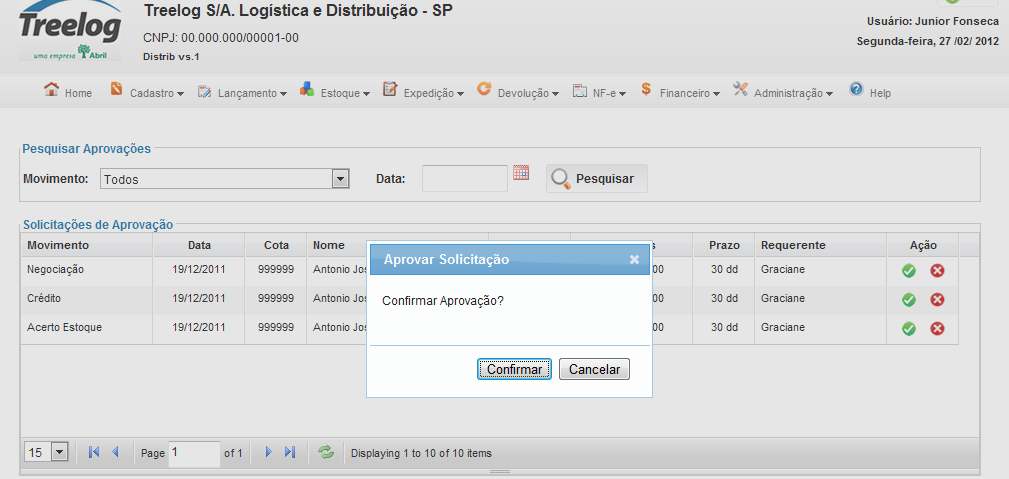 Treelog
uma empresa Abril
Treelog S/A. Logística e Distribuição - SP
CNPJ: 00.000.000/00001-00
Distrib vs.1
Usuário: Junior Fonseca
Segunda-feira, 27 /02/ 2012
Home Cadastro Lançamento Estoque Expedição Devolução NF-e Financeiro Administração Help
Pesquisar Aprovações
Movimento: Todos Data: Pesquisar
Solicitações de Aprovação
Movimento Data Cota Nome s Prazo Requerente Ação
Negociação 19/12/2011 999999 Antonio Jos 00 30 dd Graciane
Crédito 19/12/2011 999999 Antonio Jos 00 30 dd Graciane
Acerto Estoque 19/12/2011 999999 Antonio Jos 00 30 dd Graciane
Aprovar Solicitação
Confirmar Aprovação?
Confirmar Cancelar
15 Page 1 of 1 Displaying 1 to 10 of 10 items